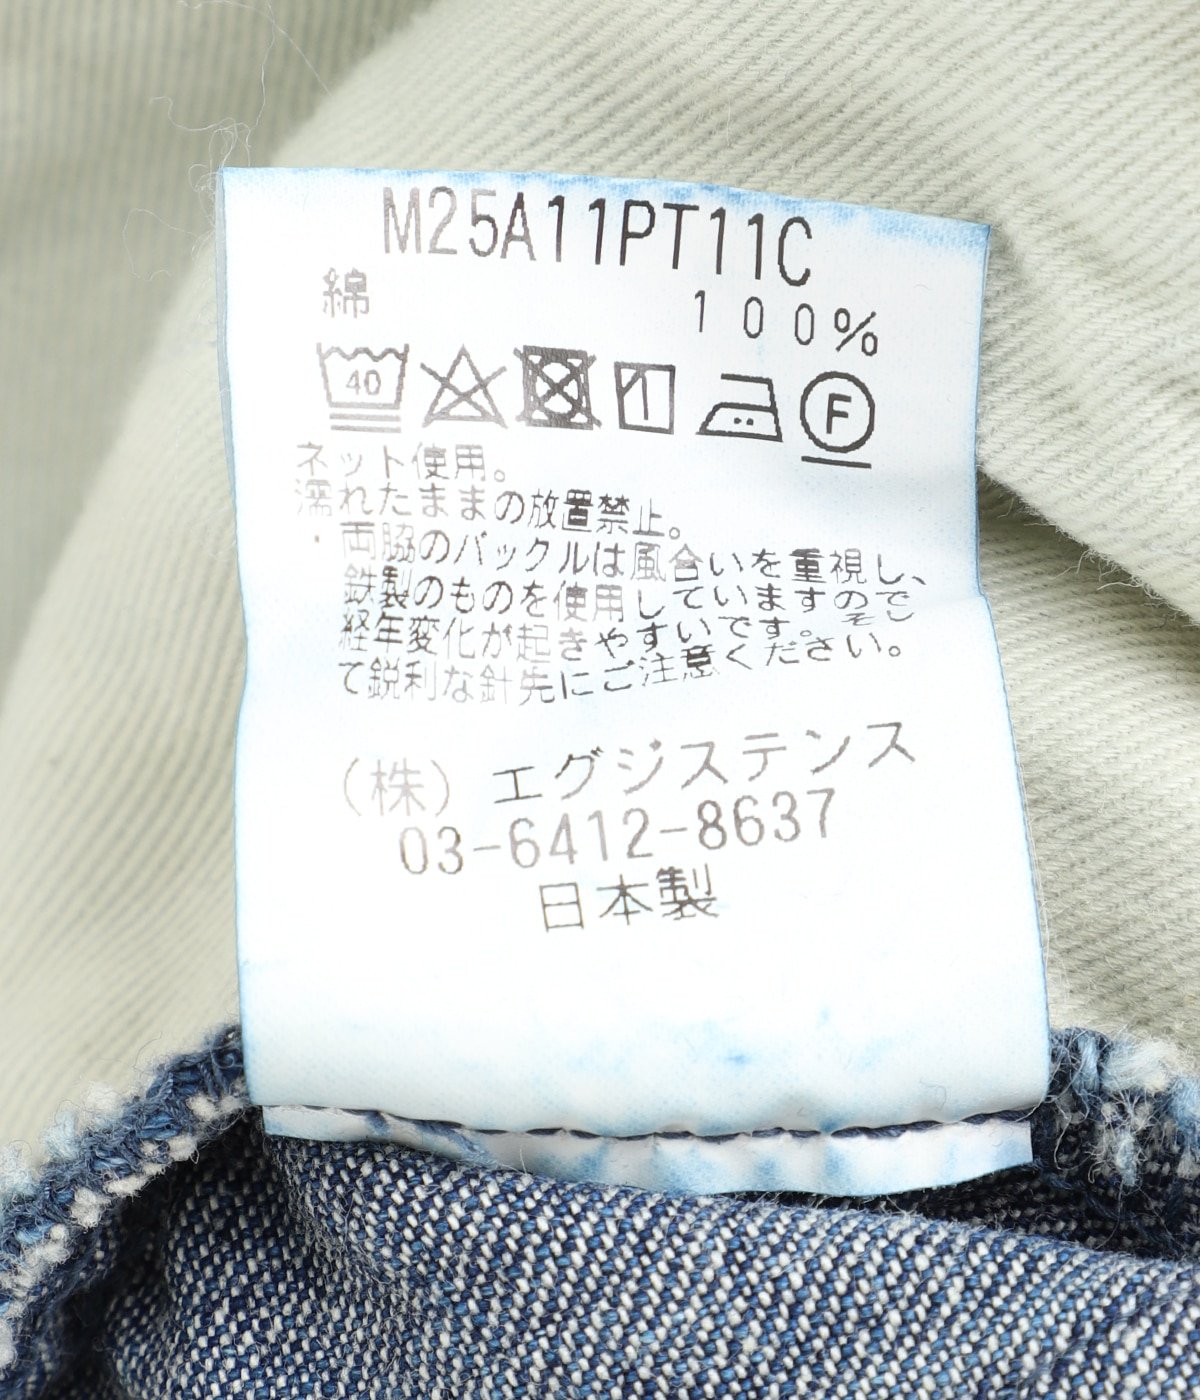 M25A11PT11C
綿 100%
40 F
ネット使用。
濡れたままの放置禁止。
・両脇のバックルは風合いを重視し、
鉄製のものを使用していますので
経年変化が起きやすいです。そし
て鋭利な針先にご注意ください。
(株) エグジステンス
03-6412-8637
日本製